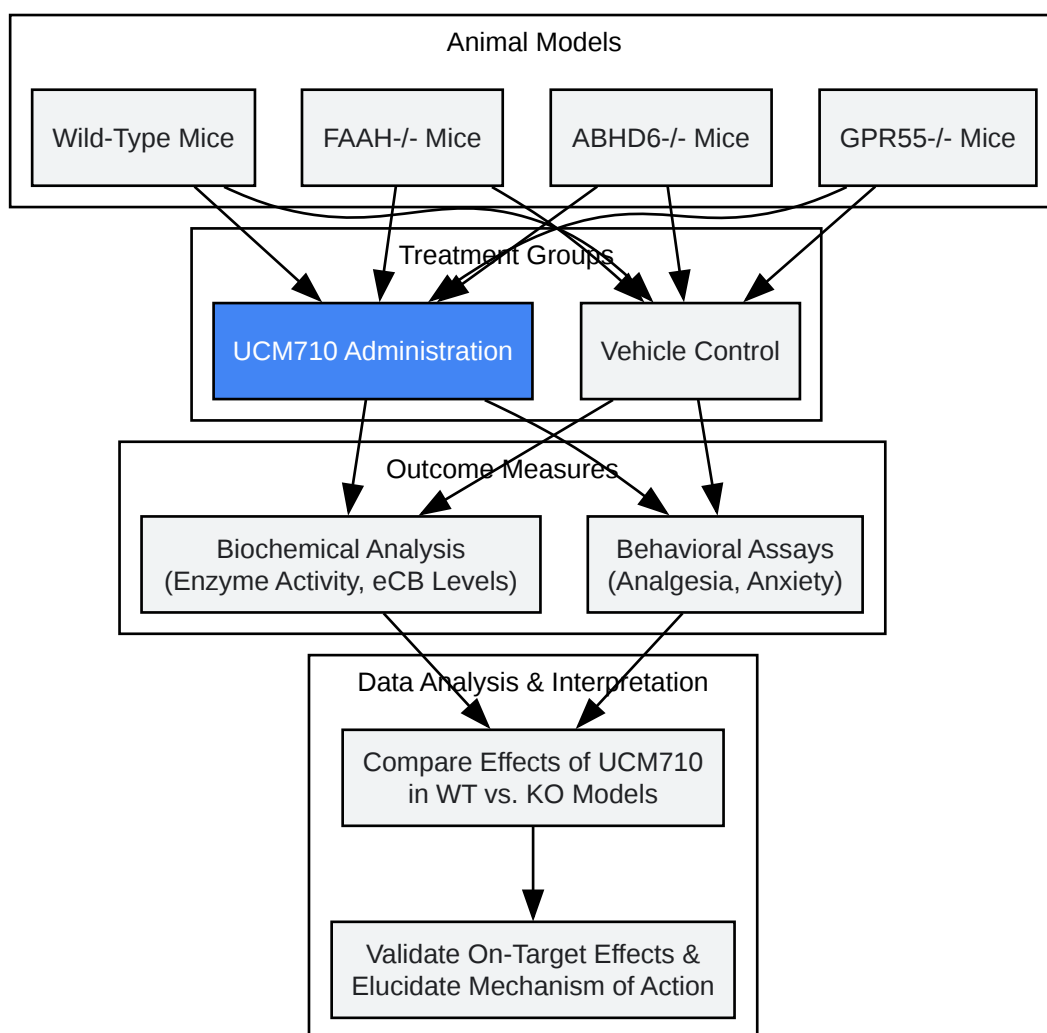 Animal Models
Wild-Type Mice
FAAH-/- Mice
ABHD6-/- Mice
GPR55-/- Mice
Treatment Groups
UCM710 Administration
Vehicle Control
Outcome Measures
Biochemical Analysis
(Enzyme Activity, eCB Levels)
Behavioral Assays
(Analgesia, Anxiety)
Data Analysis & Interpretation
Compare Effects of UCM710
in WT vs. KO Models
Validate On-Target Effects &
Elucidate Mechanism of Action